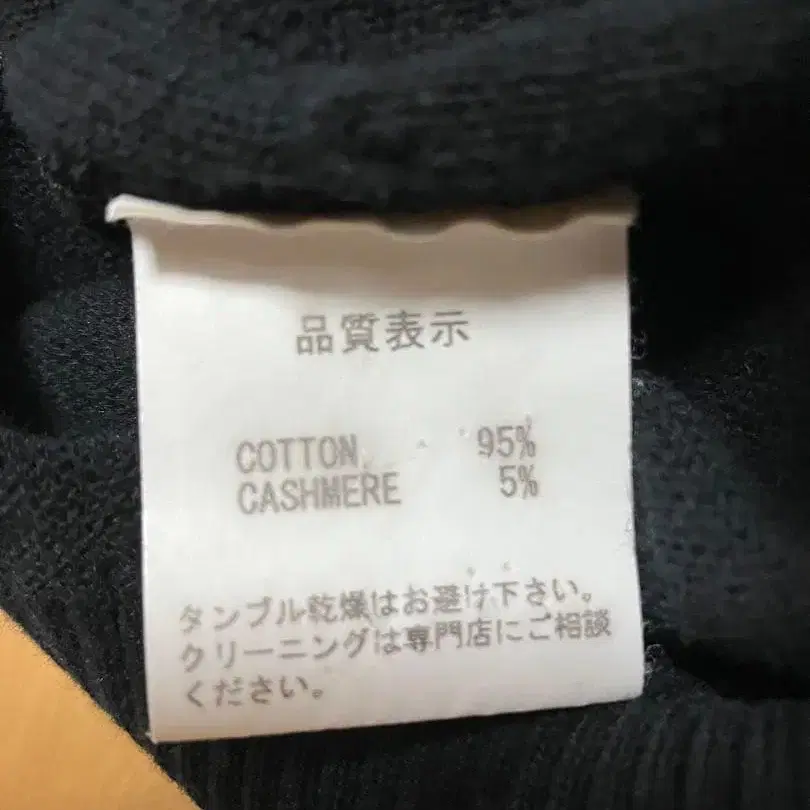 品質表示
COTTON 95%
CASHMERE 5%
タンブル乾燥はお避け下さい。
クリーニングは専門店にご相談
ください。